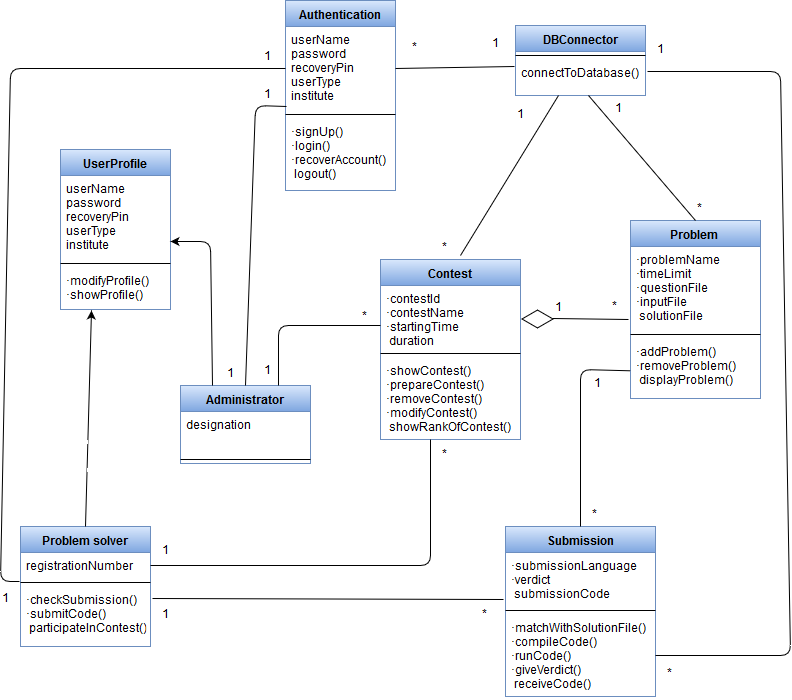 Authentication
userName
password
recoveryPin
userType
institute
·signUp()
·login()
·recoverAccount()
logout()
DBConnector
connectToDatabase()
UserProfile
userName
password
recoveryPin
userType
institute
·modifyProfile()
·showProfile()
Problem
·problemName
·timeLimit
·questionFile
·inputFile
solutionFile
·addProblem()
·removeProblem()
displayProblem()
Contest
·contestId
·contestName
·startingTime
duration
·showContest()
·prepareContest()
·removeContest()
·modifyContest()
showRankOfContest()
Administrator
designation
Problem solver
registrationNumber
·checkSubmission()
·submitCode()
participateInContest()
Submission
·submissionLanguage
·verdict
submissionCode
·matchWithSolutionFile()
·compileCode()
·runCode()
·giveVerdict()
receiveCode()
1
1
*
1
1
1
1
*
*
1
*
*
1
1
1
*
*
1
1
1
*
*